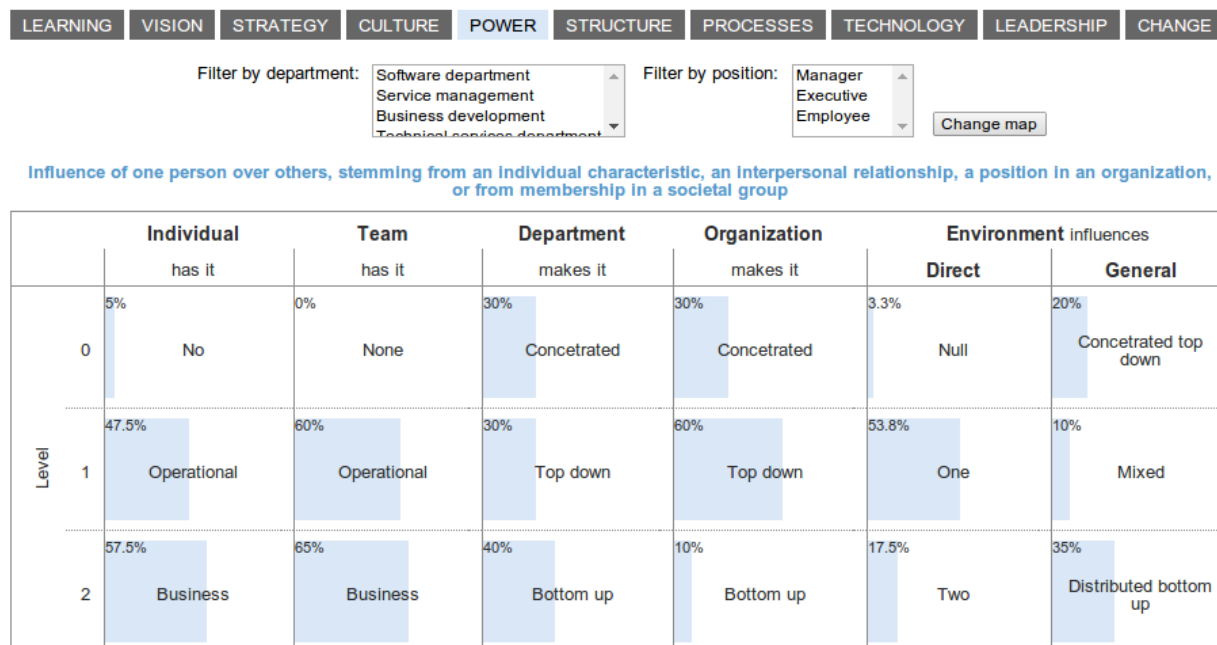 LEARNING VISION STRATEGY CULTURE POWER STRUCTURE PROCESSES TECHNOLOGY LEADERSHIP CHANGE
Filter by department: Software department Filter by position: Manager
Service management Executive
Business development Employee
Technical services department Change map
Influence of one person over others, stemming from an individual characteristic, an interpersonal relationship, a position in an organization,
or from membership in a societal group
Individual Team Department Organization Environment influences
has it has it makes it makes it Direct General
5% 0% 30% 30% 3.3% 20%
0 No None Concetrated Concetrated Null Concetrated top
down
47.5% 60% 30% 60% 53.8% 10%
Level 1 Operational Operational Top down Top down One Mixed
57.5% 65% 40% 10% 17.5% 35%
2 Business Business Bottom up Bottom up Two Distributed bottom
up